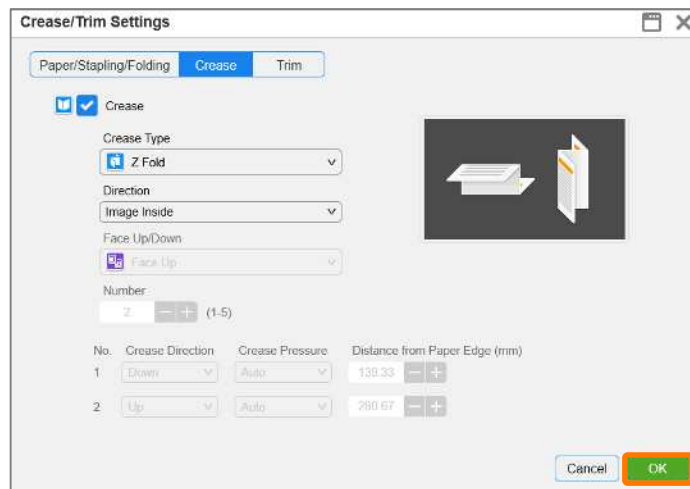 Crease/Trim Settings
Paper/Stapling/Folding Crease Trim
Crease
Crease Type
Z Fold
Direction
Image Inside
Face Up/Down
Face Up
Number
2 (1-5)
No. Crease Direction Crease Pressure Distance from Paper Edge (mm)
1 Down Auto 139.33
2 Up Auto 280.67
Cancel OK